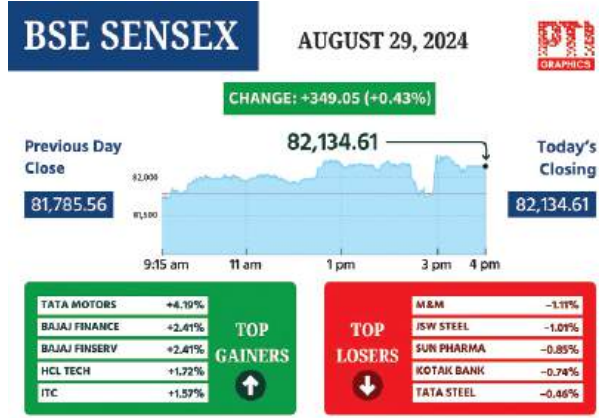 BSE SENSEX
AUGUST 29, 2024
PTI
GRAPHICS
CHANGE: +349.05 (+0.43%)
Previous Day
Close
81,785.56
82,134.61
Today's
Closing
82,134.61
82,000
81,500
9:15 am 11 am 1 pm 3 pm 4 pm
TATA MOTORS +4.19%
BAJAJ FINANCE +2.41%
BAJAJ FINSERV +2.41%
HCL TECH +1.72%
ITC +1.57%
TOP
GAINERS
TOP
LOSERS
M&M -1.11%
JSW STEEL -1.01%
SUN PHARMA -0.85%
KOTAK BANK -0.74%
TATA STEEL -0.46%